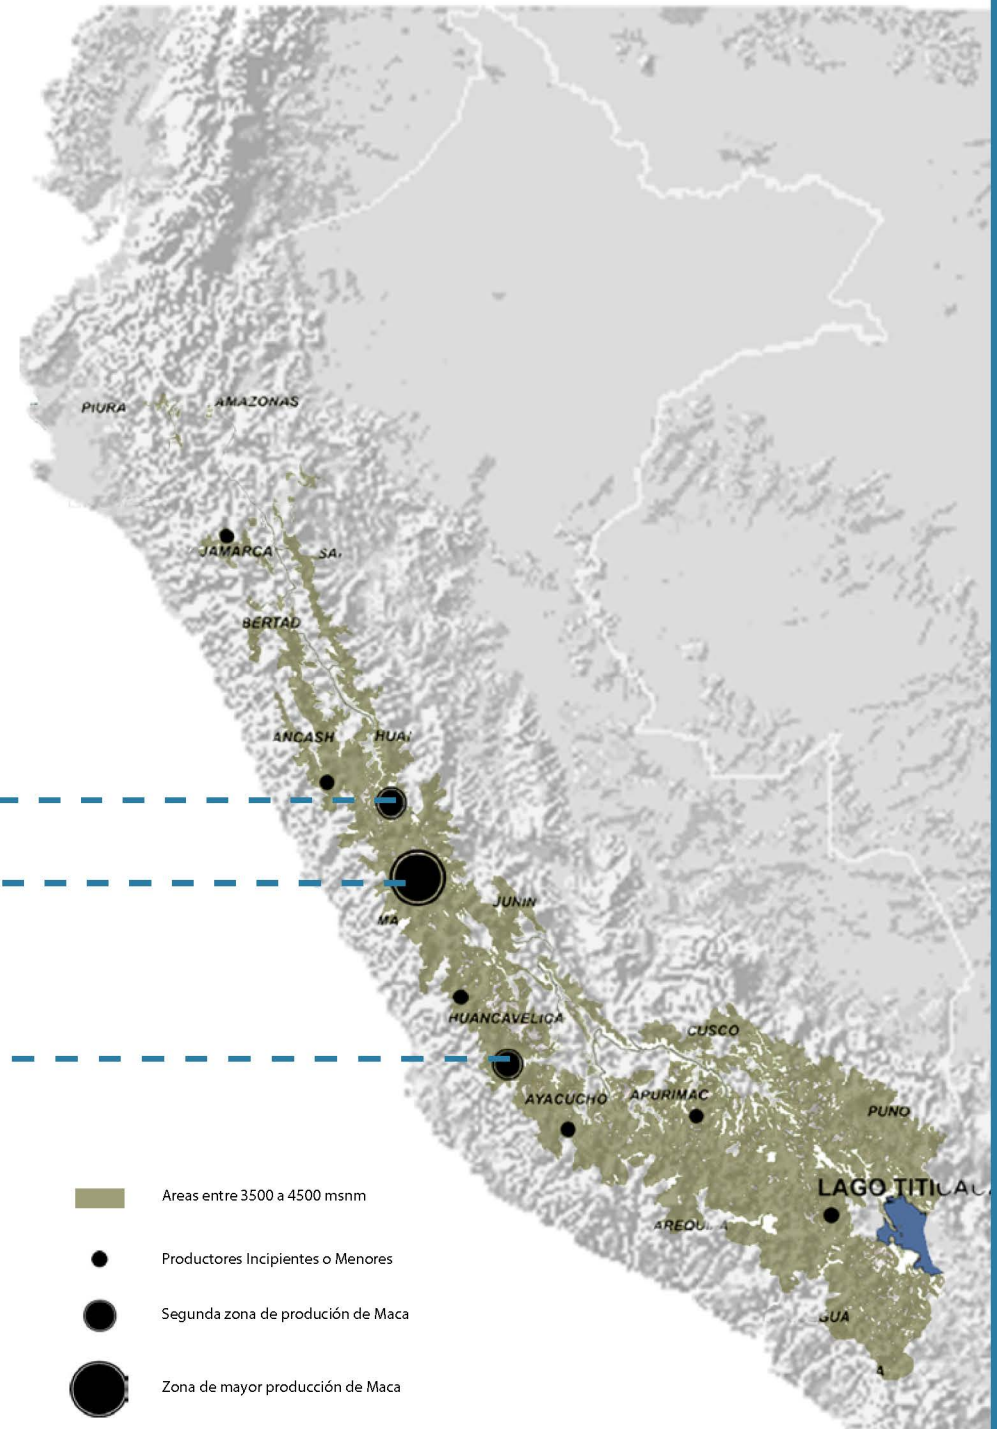 PIURA
AMAZONAS
JAMARCA
SA
BERTAD
ANCASH
HUA
JUNIN
MA
HUANCAVELICA
CUSCO
AYACUCHO
APURIMAC
PUNO
LAGO TITICACA
AREQU
GUA
A
Areas entre 3500 a 4500 msnm
Productores Incipientes o Menores
Segunda zona de produción de Maca
Zona de mayor producción de Maca